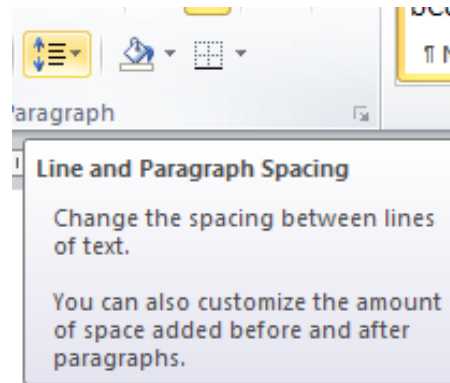 ¶ N
aragraph
Line and Paragraph Spacing
Change the spacing between lines
of text.
You can also customize the amount
of space added before and after
paragraphs.